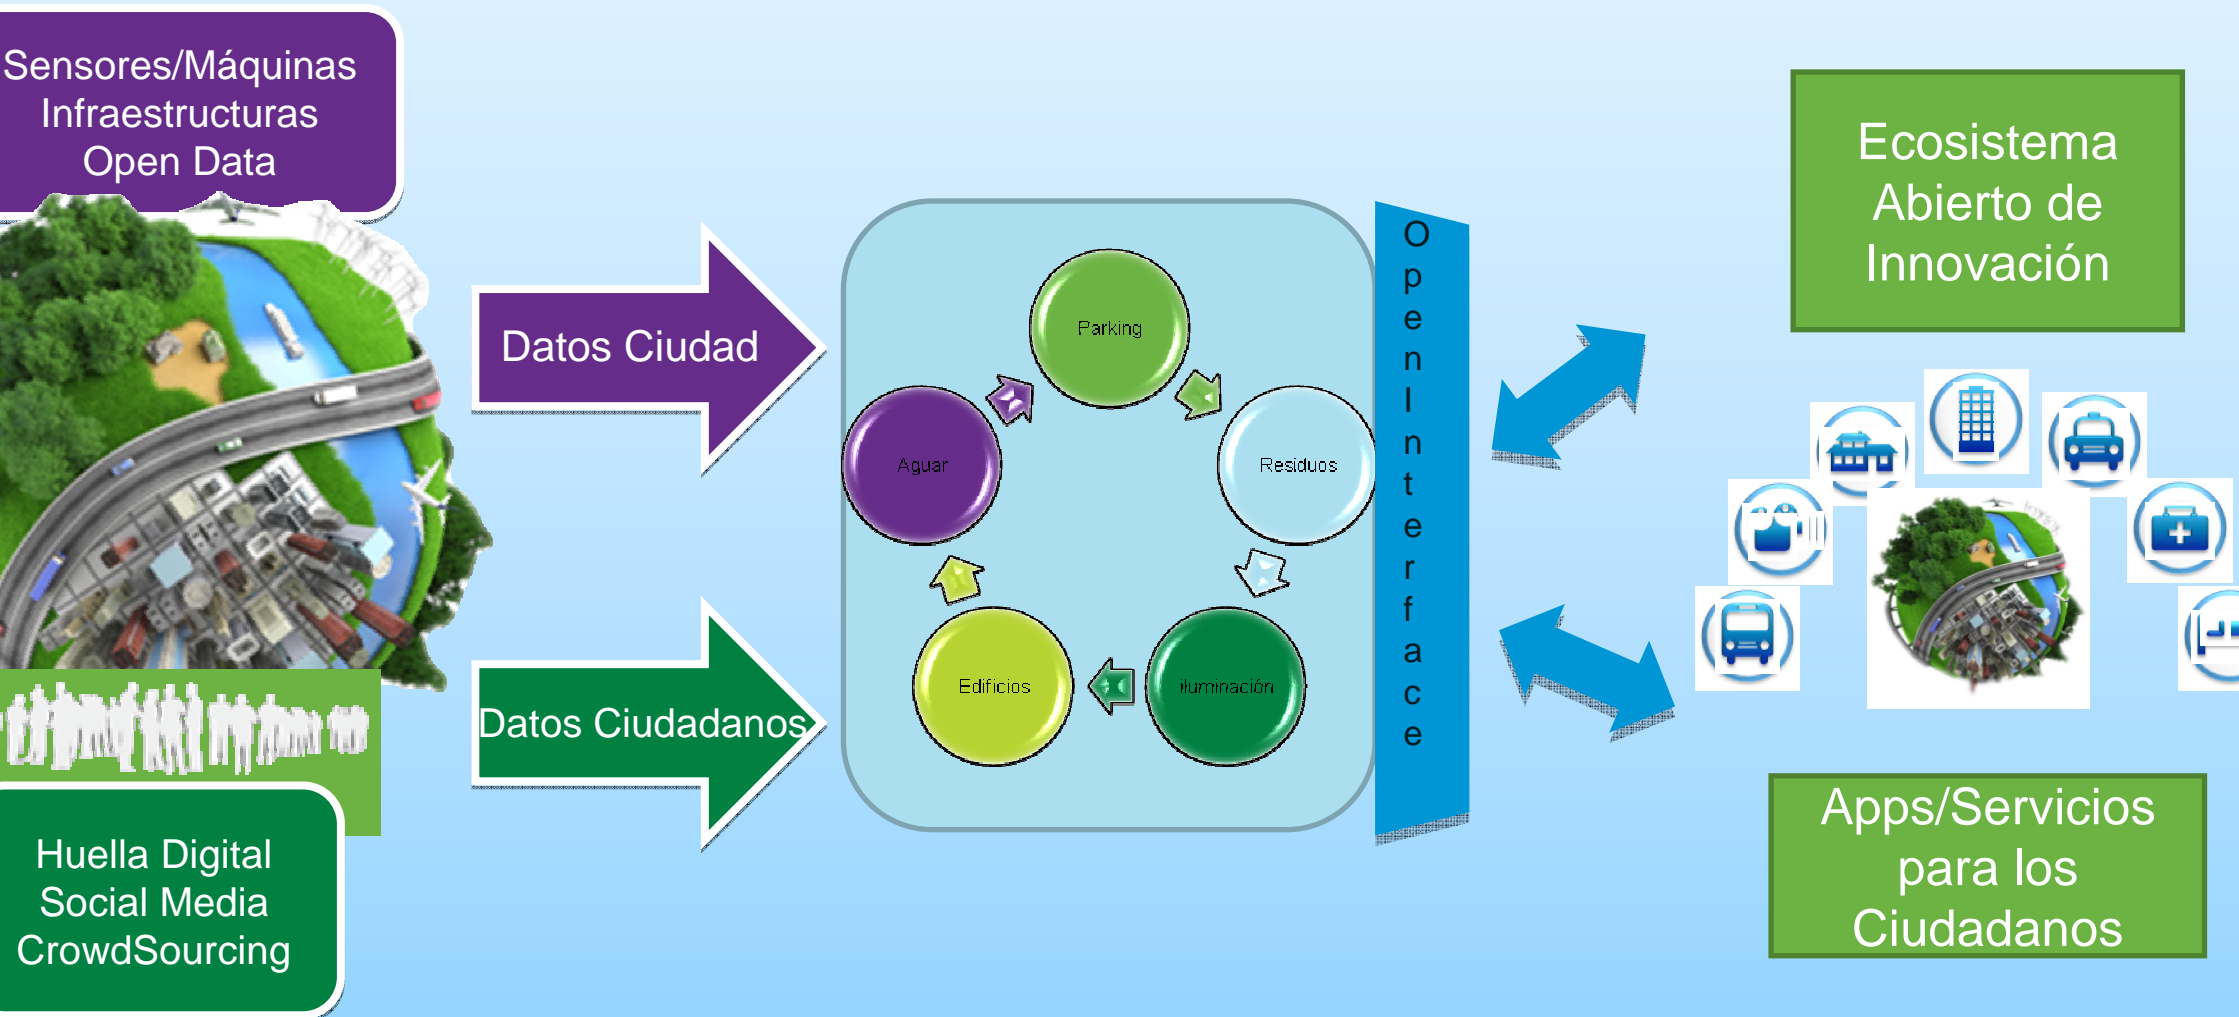 Sensores/Máquinas
Infraestructuras
Open Data
Huella Digital
Social Media
CrowdSourcing
Datos Ciudad
Datos Ciudadanos
Parking
Residuos
iluminación
Edificios
Aguar
OpenInterface
Ecosistema
Abierto de
Innovación
Apps/Servicios
para los
Ciudadanos